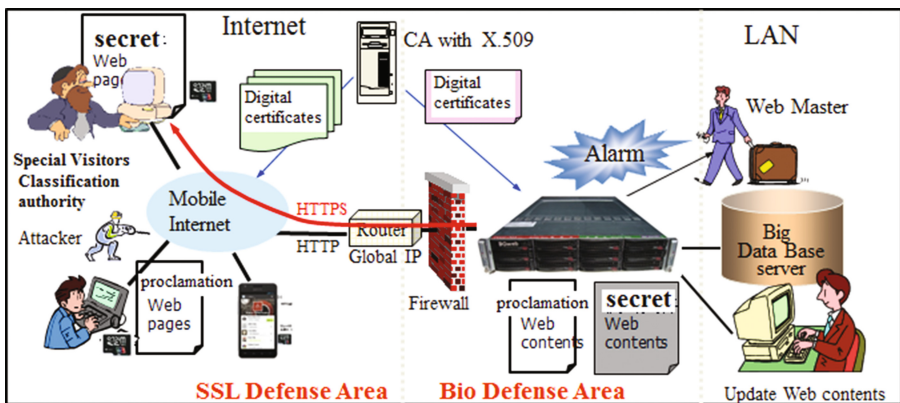 Internet
LAN
secret:
Web
pages
CA with X.509
Digital
certificates
Digital
certificates
Web Master
Alarm
Special Visitors
Classification
authority
Mobile
Internet
HTTPS
HTTP
Router
Global IP
Attacker
Big
Data Base
server
Firewall
proclamation
Web
pages
proclamation
Web
contents
secret:
Web
contents
SSL Defense Area
Bio Defense Area
Update Web contents